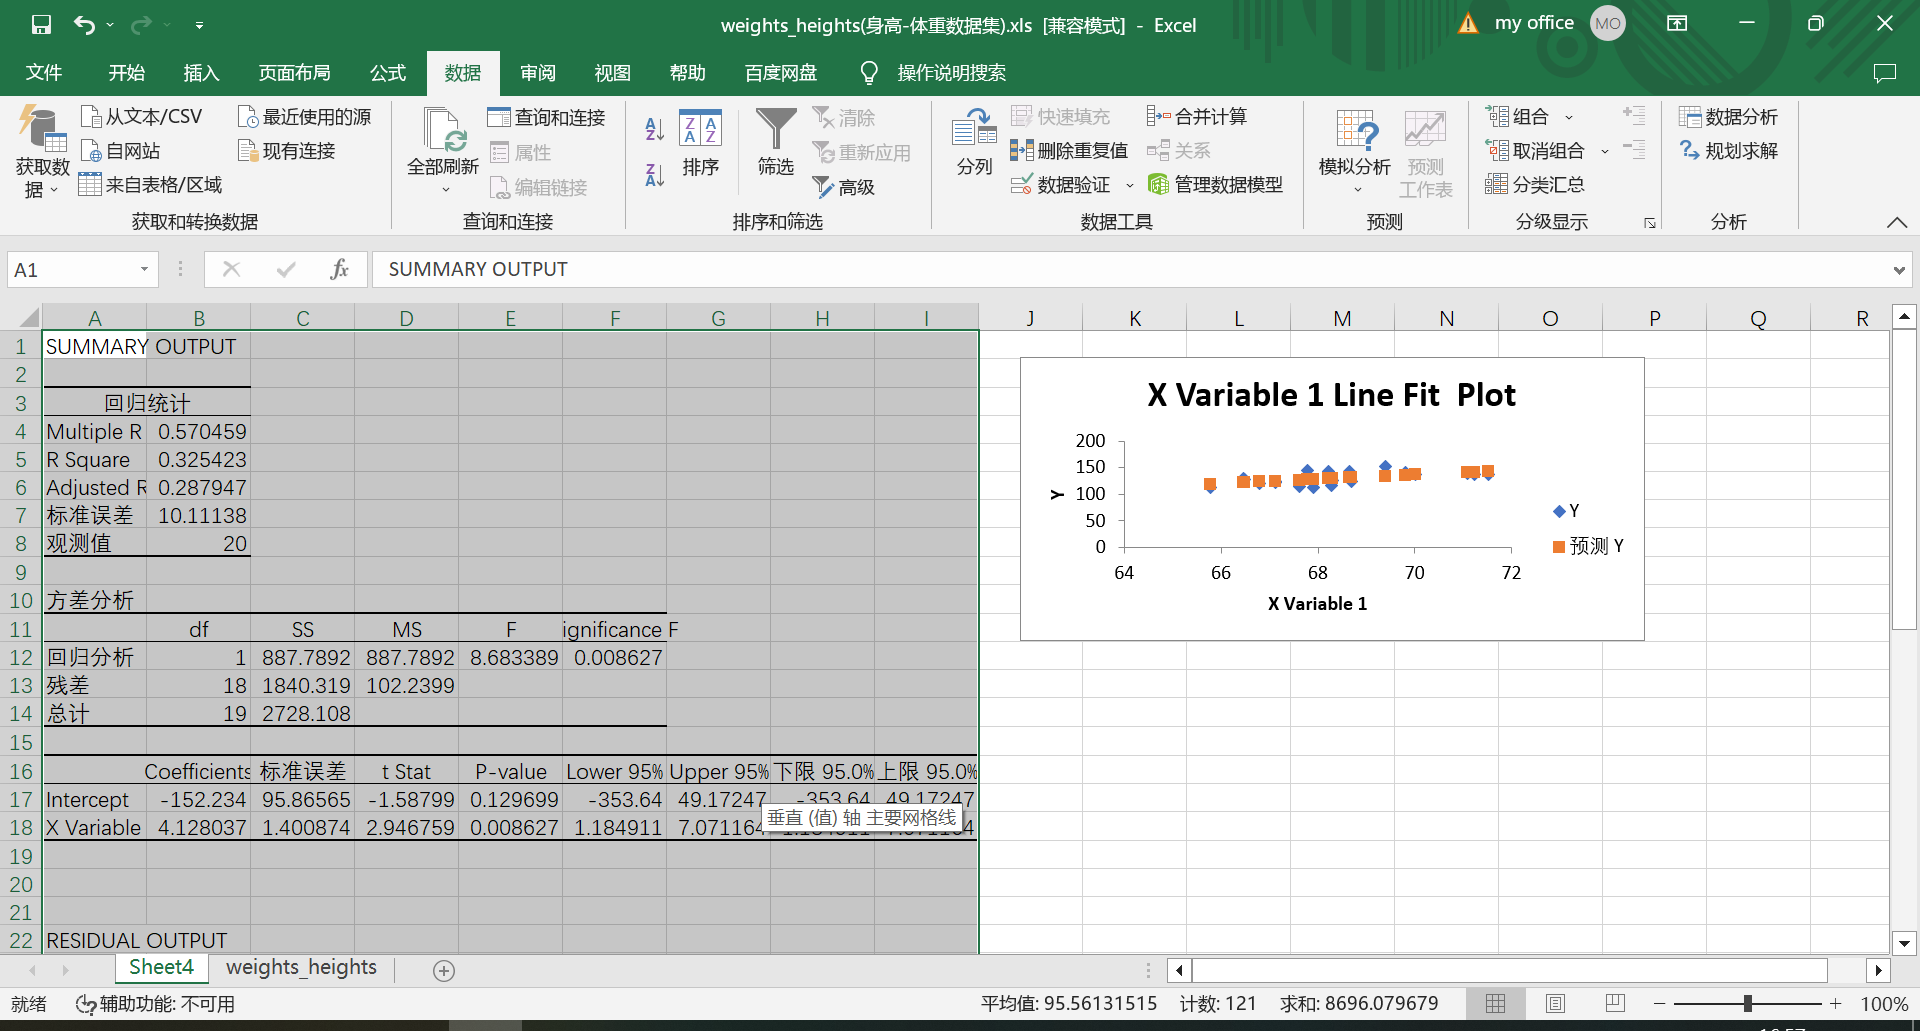 weights_heights(身高-体重数据集).xls [兼容模式] - Excel
my office MO
文件 开始 插入 页面布局 公式 数据 审阅 视图 帮助 百度网盘 操作说明搜索
从文本/CSV 最近使用的源 查询和连接 清除 快速填充 合并计算 组合 数据分析
自网站 现有连接 属性 重新应用 删除重复值 关系 取消组合 规划求解
来自表格/区域 编辑链接 高级 数据验证 管理数据模型 分类汇总
获取数据 全部刷新 排序 筛选 分列 模拟分析 预测工作表
获取和转换数据 查询和连接 排序和筛选 数据工具 预测 分级显示 分析
A1 fx SUMMARY OUTPUT
A B C D E F G H I J K L M N O P Q R
1 SUMMARY OUTPUT
2
3 回归统计
4 Multiple R 0.570459
5 R Square 0.325423
6 Adjusted R 0.287947
7 标准误差 10.11138
8 观测值 20
9
10 方差分析
11 df SS MS F ignificance F
12 回归分析 1 887.7892 887.7892 8.683389 0.008627
13 残差 18 1840.319 102.2399
14 总计 19 2728.108
15
16 Coefficients 标准误差 t Stat P-value Lower 95% Upper 95% 下限 95.0% 上限 95.0%
17 Intercept -152.234 95.86565 -1.58799 0.129699 -353.64 49.17247 -353.64 49.17247
18 X Variable 4.128037 1.400874 2.946759 0.008627 1.184911 7.071164
垂直 (值) 轴 主要网格线
19
20
21
22 RESIDUAL OUTPUT
X Variable 1 Line Fit Plot
200
150
100
50
0
Y
64 66 68 70 72
X Variable 1
Y
预测 Y
Sheet4 weights_heights
就绪 辅助功能: 不可用 平均值: 95.56131515 计数: 121 求和: 8696.079679 100%